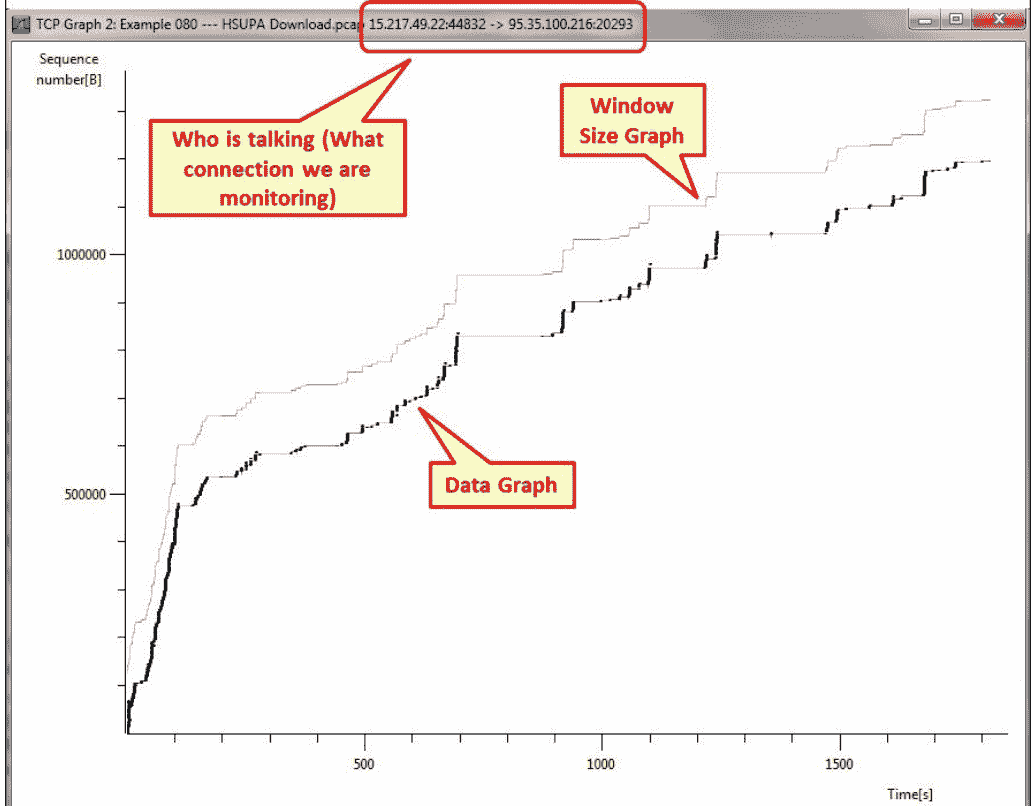 TCP Graph 2: Example 080 --- HSUPA Download.pcap 15.217.49.22:44832 -> 95.35.100.216:20293
Sequence
number[B]
Who is talking (What
connection we are
monitoring)
Window
Size Graph
1000000
500000
Data Graph
500
1000
1500
Time[s]